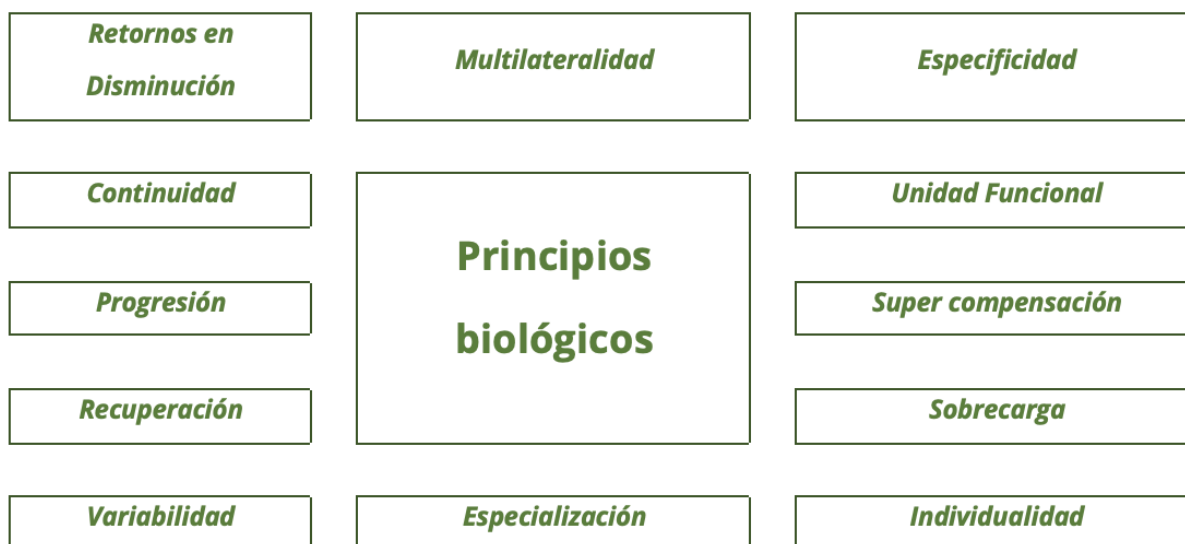 Retornos en
Disminución
Multilateralidad
Especificidad
Continuidad
Principios
biológicos
Unidad Funcional
Progresión
Super compensación
Recuperación
Sobrecarga
Variabilidad
Especialización
Individualidad